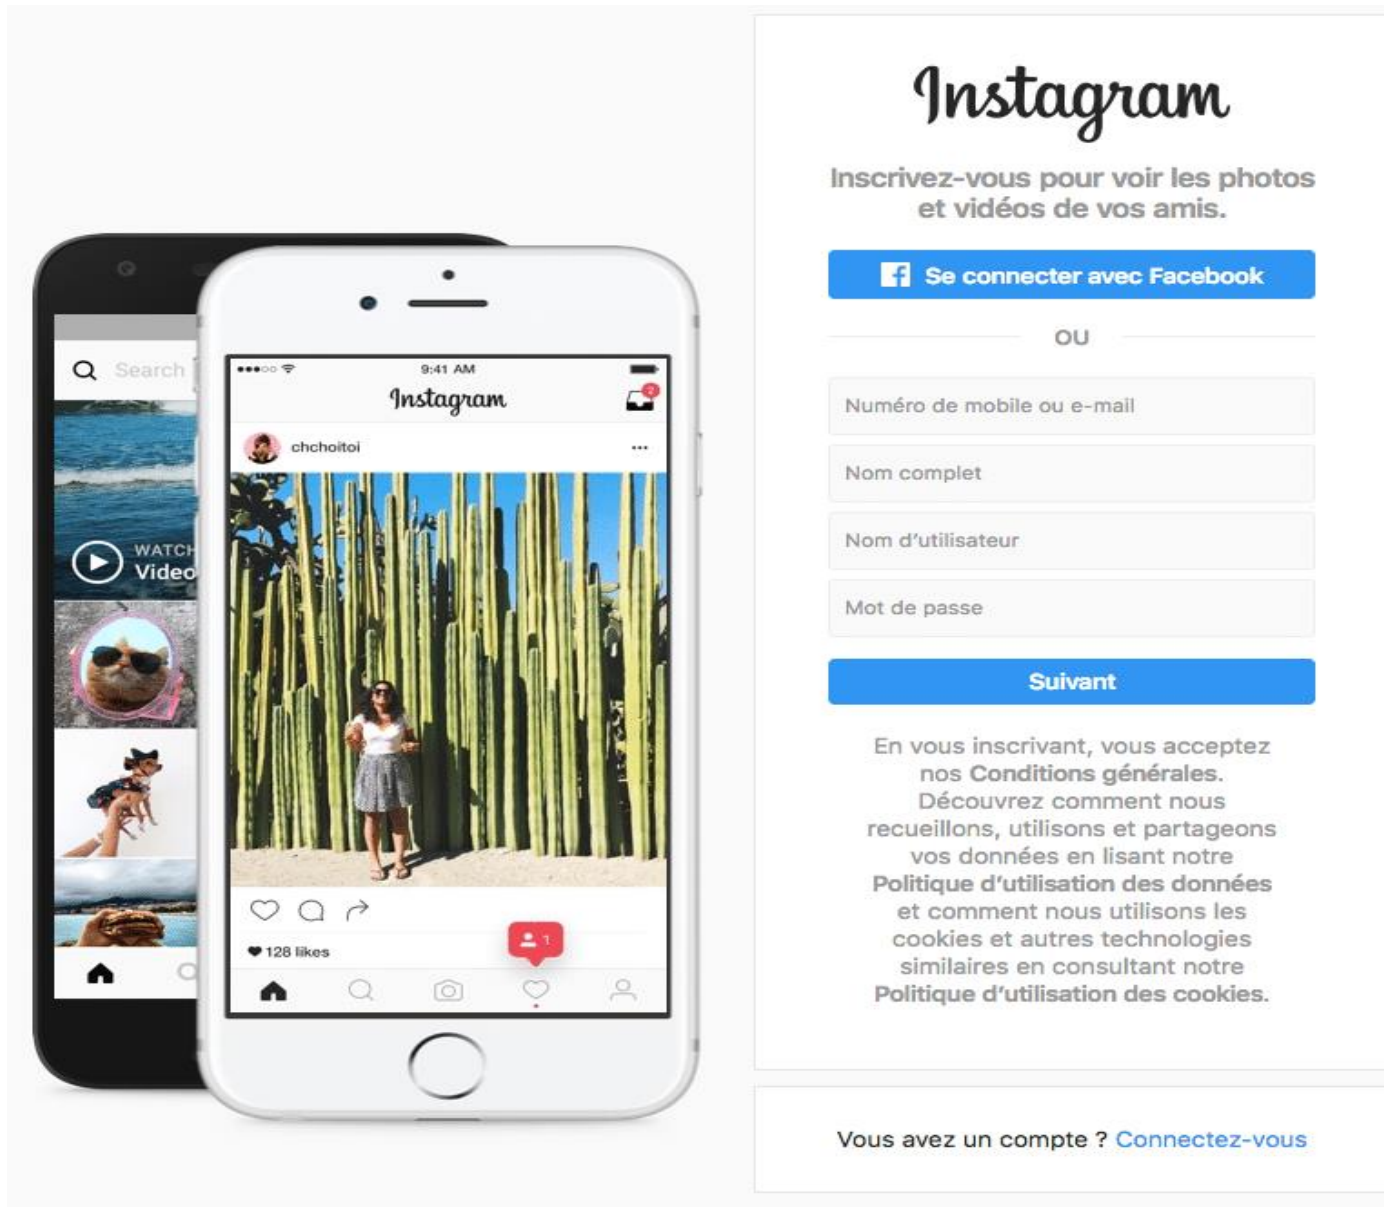 Search
WATCH
Video
9:41 AM
Instagram
2
chchoitoi
128 likes
1
Instagram
Inscrivez-vous pour voir les photos
et vidéos de vos amis.
Se connecter avec Facebook
OU
Numéro de mobile ou e-mail
Nom complet
Nom d’utilisateur
Mot de passe
Suivant
En vous inscrivant, vous acceptez
nos Conditions générales.
Découvrez comment nous
recueillons, utilisons et partageons
vos données en lisant notre
Politique d’utilisation des données
et comment nous utilisons les
cookies et autres technologies
similaires en consultant notre
Politique d’utilisation des cookies.
Vous avez un compte ? Connectez-vous